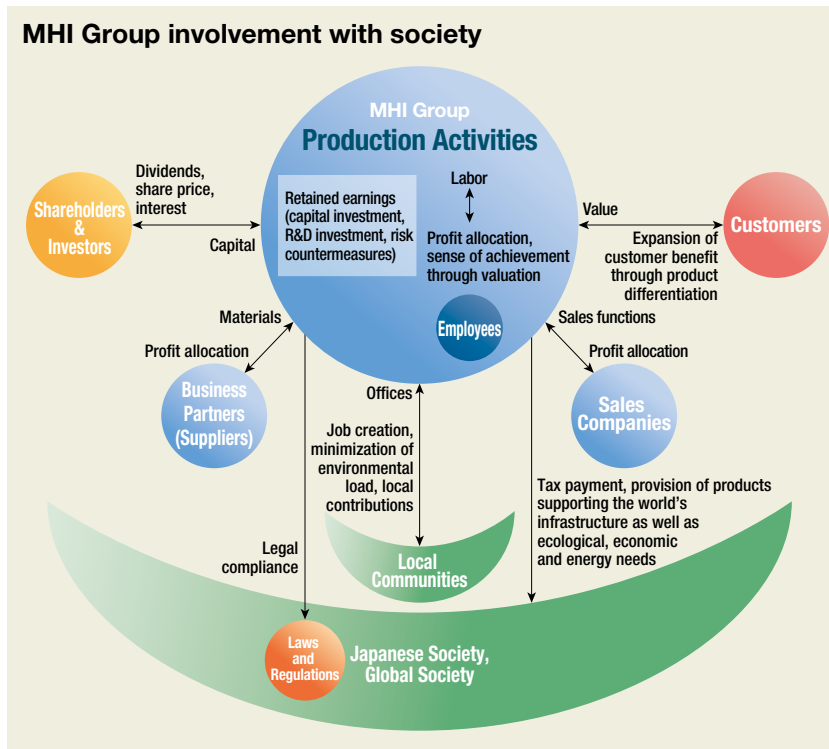 MHI Group involvement with society
MHI Group
Production Activities
Dividends,
share price,
interest
Shareholders
&
Investors
Capital
Retained earnings
(capital investment,
R&D investment, risk
countermeasures)
Labor
Profit allocation,
sense of achievement
through valuation
Employees
Value
Customers
Expansion of
customer benefit
through product
differentiation
Materials
Profit allocation
Business
Partners
(Suppliers)
Sales functions
Profit allocation
Sales
Companies
Offices
Job creation,
minimization of
environmental
load, local
contributions
Local
Communities
Legal
compliance
Tax payment, provision of products
supporting the world's
infrastructure as well as
ecological, economic
and energy needs
Laws
and
Regulations
Japanese Society,
Global Society